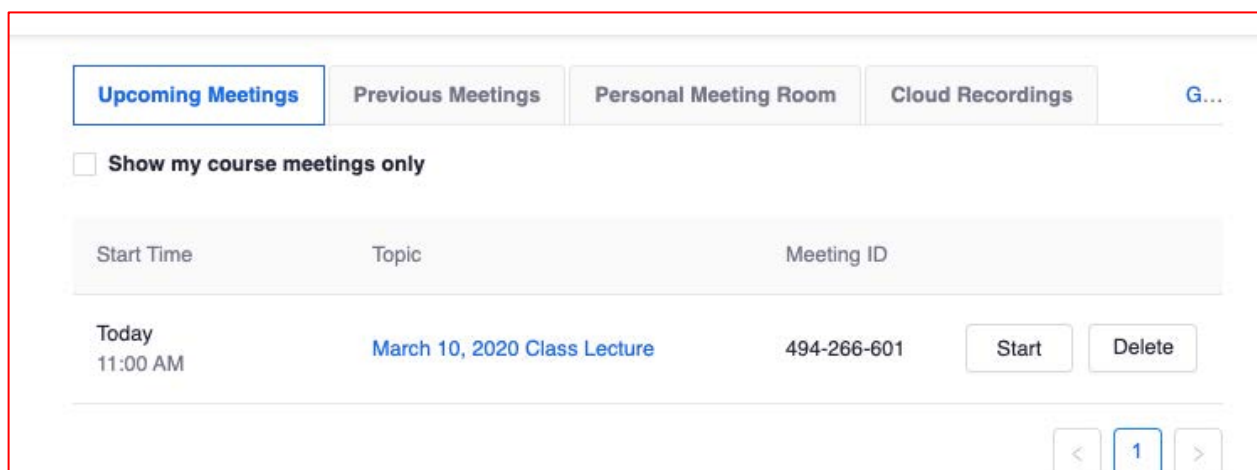 Upcoming Meetings Previous Meetings Personal Meeting Room Cloud Recordings G...
Show my course meetings only
Start Time Topic Meeting ID
Today
11:00 AM March 10, 2020 Class Lecture 494-266-601 Start Delete
< 1 >